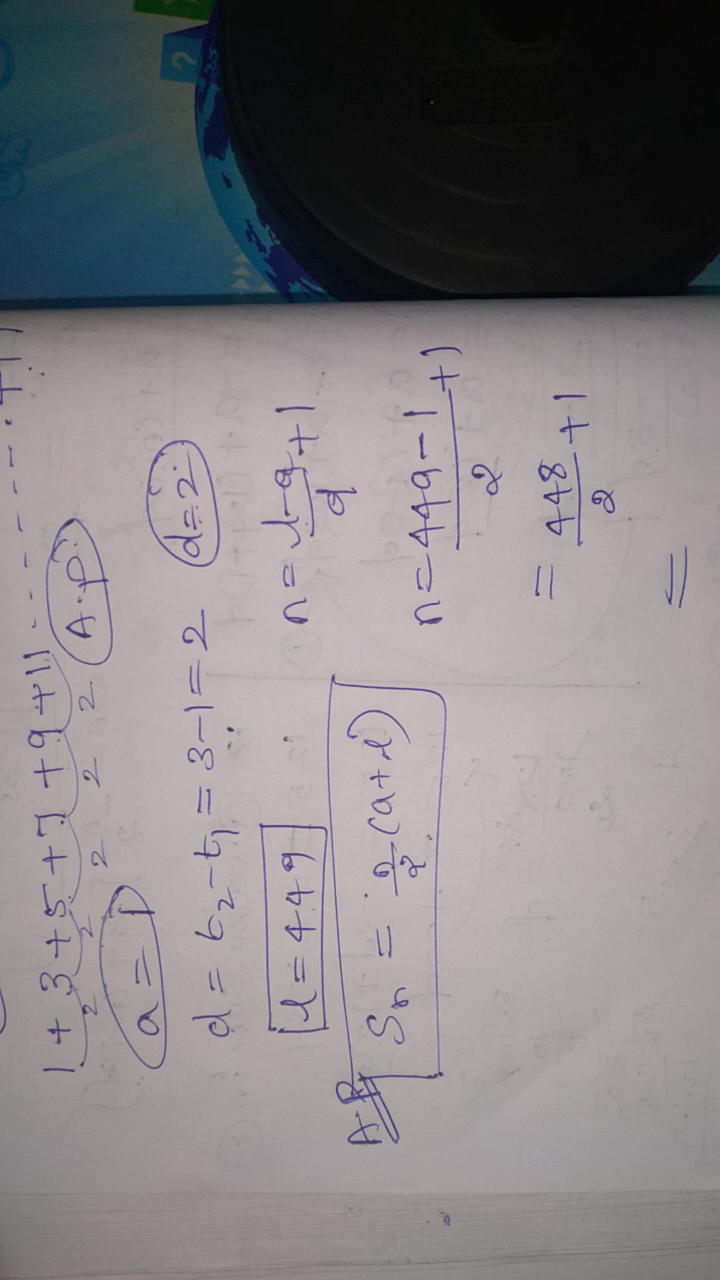 1 + 3 + 5 + 7 + 9 + 11 - - - - - -
2 2 2 2 2 A.P.
a = 1
d = t2 - t1 = 3 - 1 = 2 d = 2
l = 449 n = l-a/d + 1
A.P
Sn = n/2 (a+l) n = 449-1/2 + 1
= 448/2 + 1
=
?